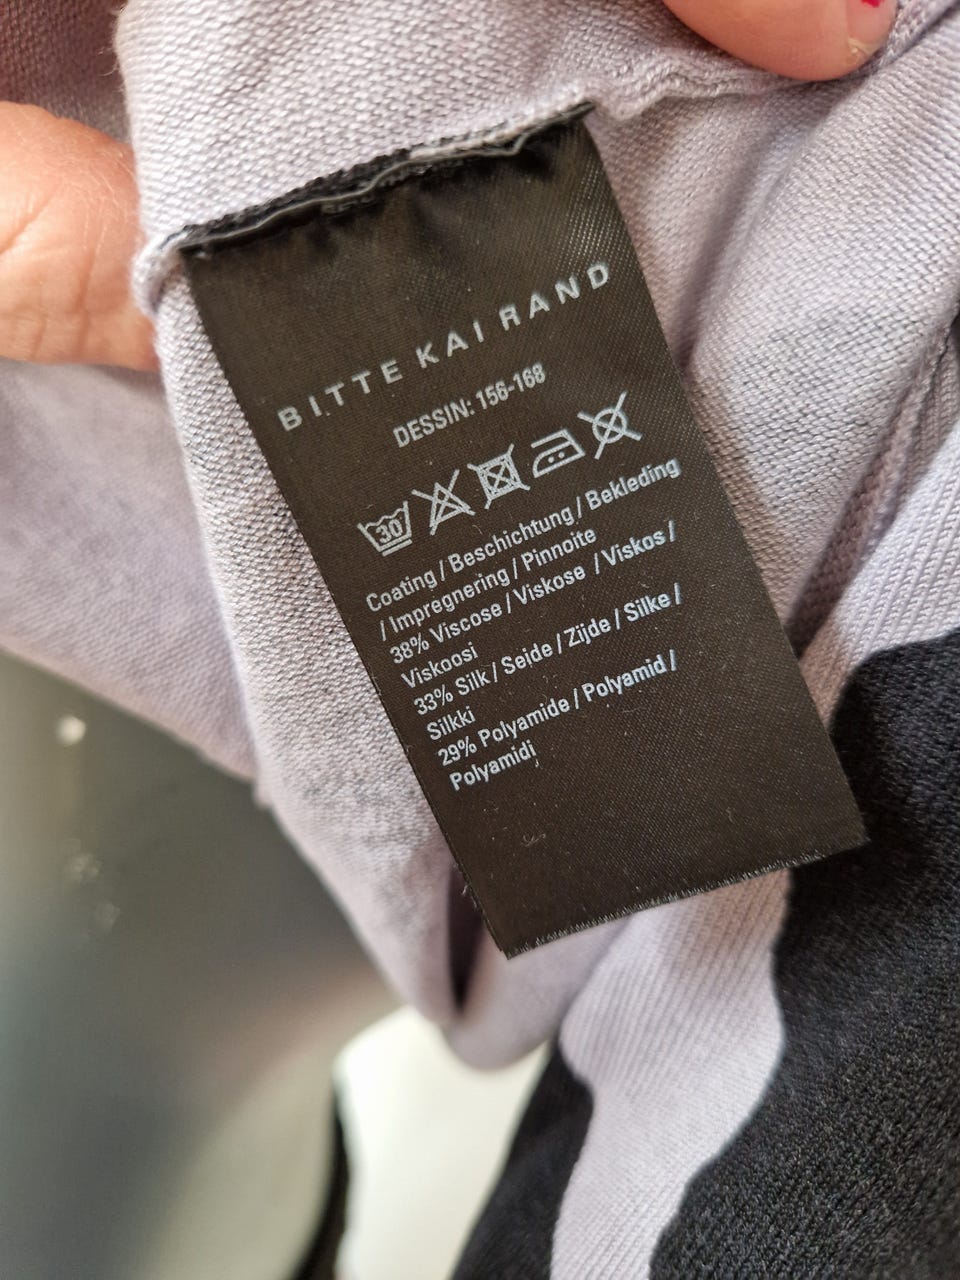 BITTE KAI RAND
DESSIN: 156-168
30
Coating / Beschichtung / Bekleding
/ Impregnering / Pinnoite
38% Viscose / Viskose / Viskos /
Viskoosi
33% Silk / Seide / Zijde / Silke /
Silkki
29% Polyamide / Polyamid /
Polyamidi